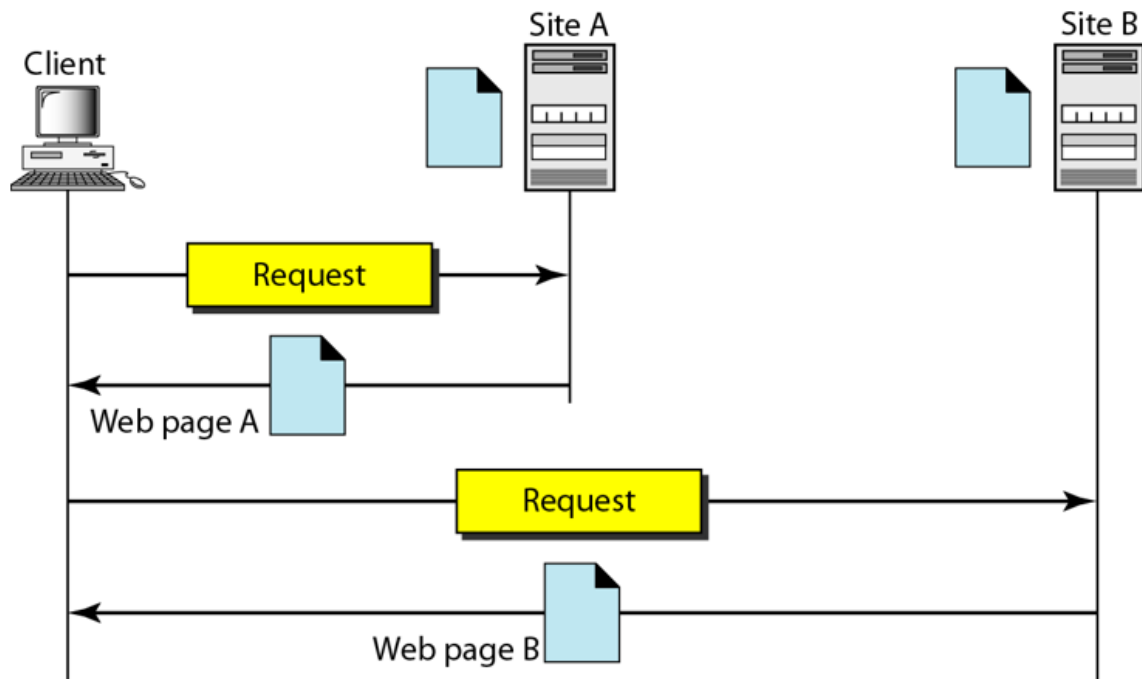 Site A
Site B
Client
Request
Web page A
Request
Web page B